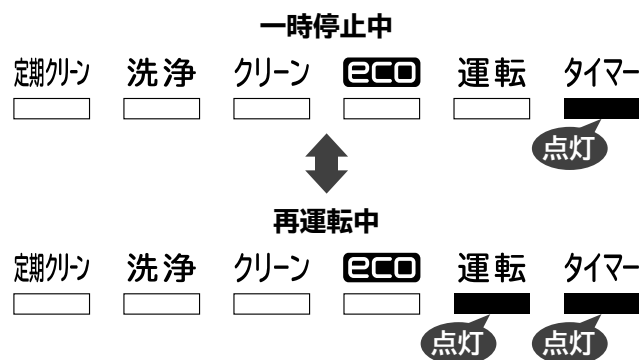 一時停止中
定期クリーン 洗浄 クリーン eco 運転 タイマー
点灯
再運転中
定期クリーン 洗浄 クリーン eco 運転 タイマー
点灯 点灯